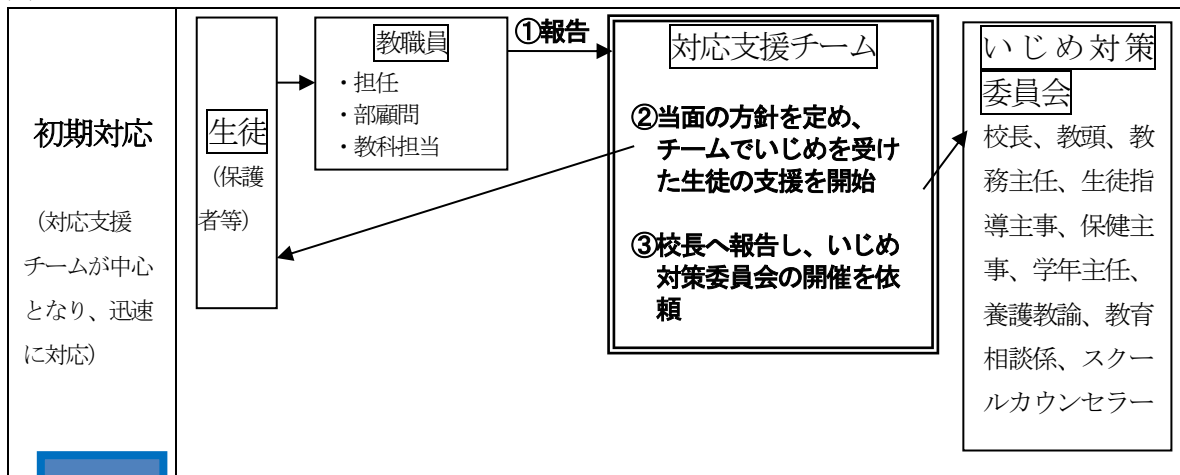 初期対応
（対応支援
チームが中心
となり、迅速
に対応）
生徒
（保護
者等）
教職員
・担任
・部顧問
・教科担当
①報告
対応支援チーム
②当面の方針を定め、
チームでいじめを受け
た生徒の支援を開始
③校長へ報告し、いじめ
対策委員会の開催を依
頼
いじめ対策
委員会
校長、教頭、教
務主任、生徒指
導主事、保健主
事、学年主任、
養護教諭、教育
相談係、スクー
ルカウンセラー